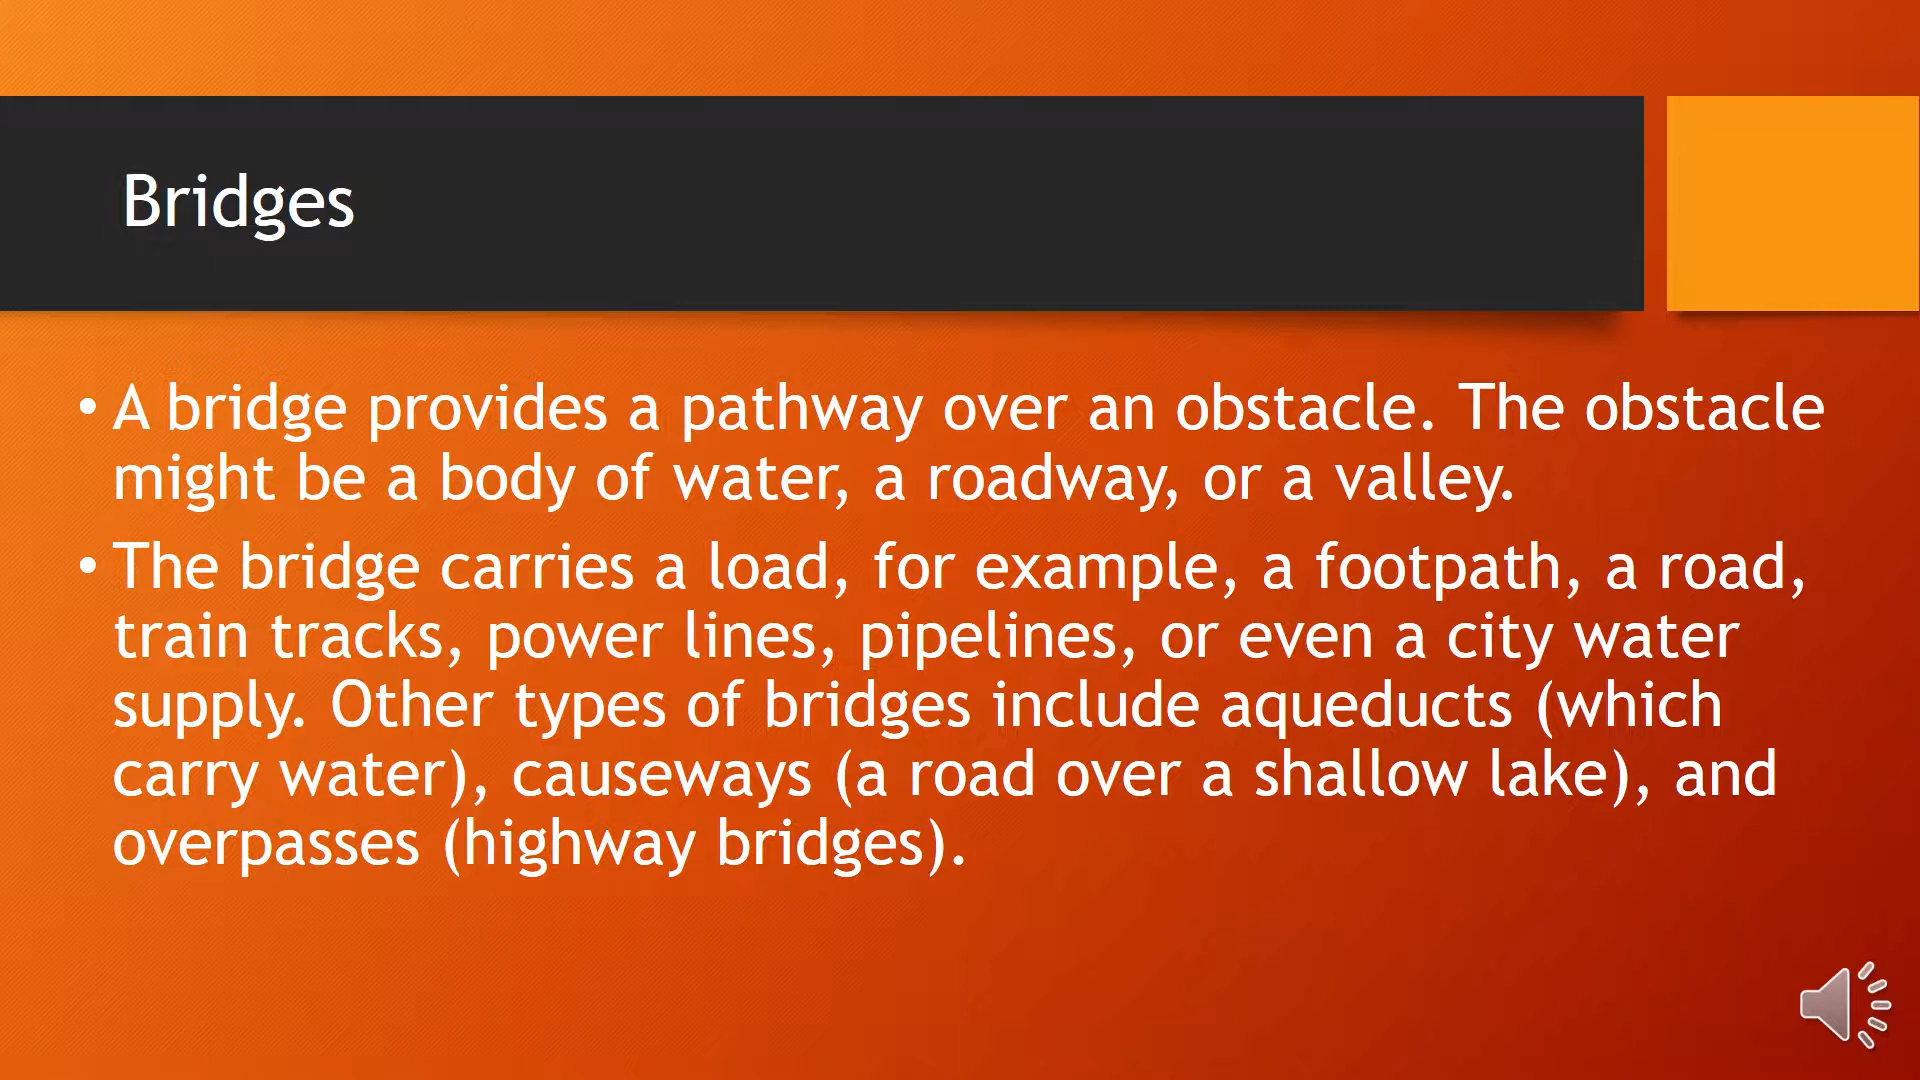 Bridges
• A bridge provides a pathway over an obstacle. The obstacle
might be a body of water, a roadway, or a valley.
• The bridge carries a load, for example, a footpath, a road,
train tracks, power lines, pipelines, or even a city water
supply. Other types of bridges include aqueducts (which
carry water), causeways (a road over a shallow lake), and
overpasses (highway bridges).